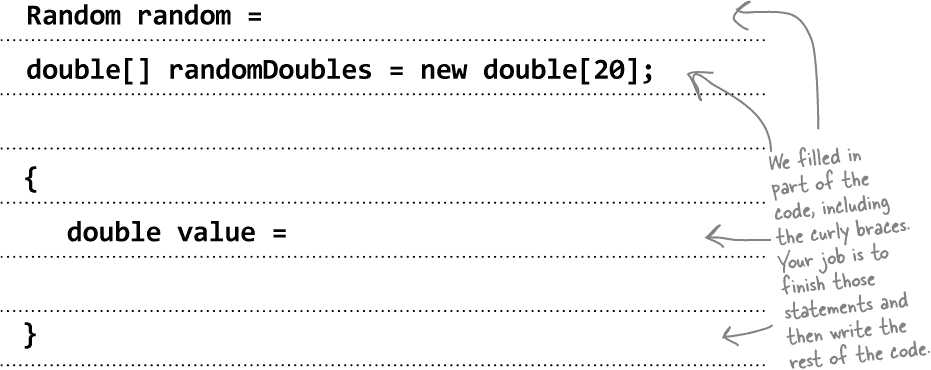 Random random =
double[] randomDoubles = new double[20];
{
double value =
}
We filled in
part of the
code, including
the curly braces.
Your job is to
finish those
statements and
then write the
rest of the code.